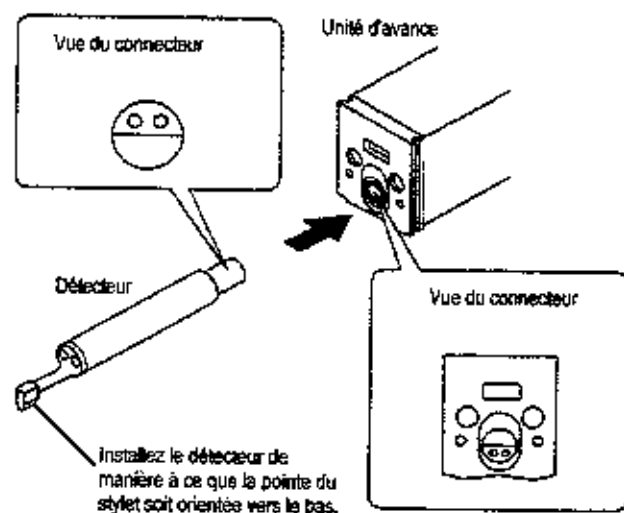 Vue du connecteur
Unité d'avance
Détecteur
Vue du connecteur
Installez le détecteur de
manière à ce que la pointe du
stylet soit orientée vers le bas.